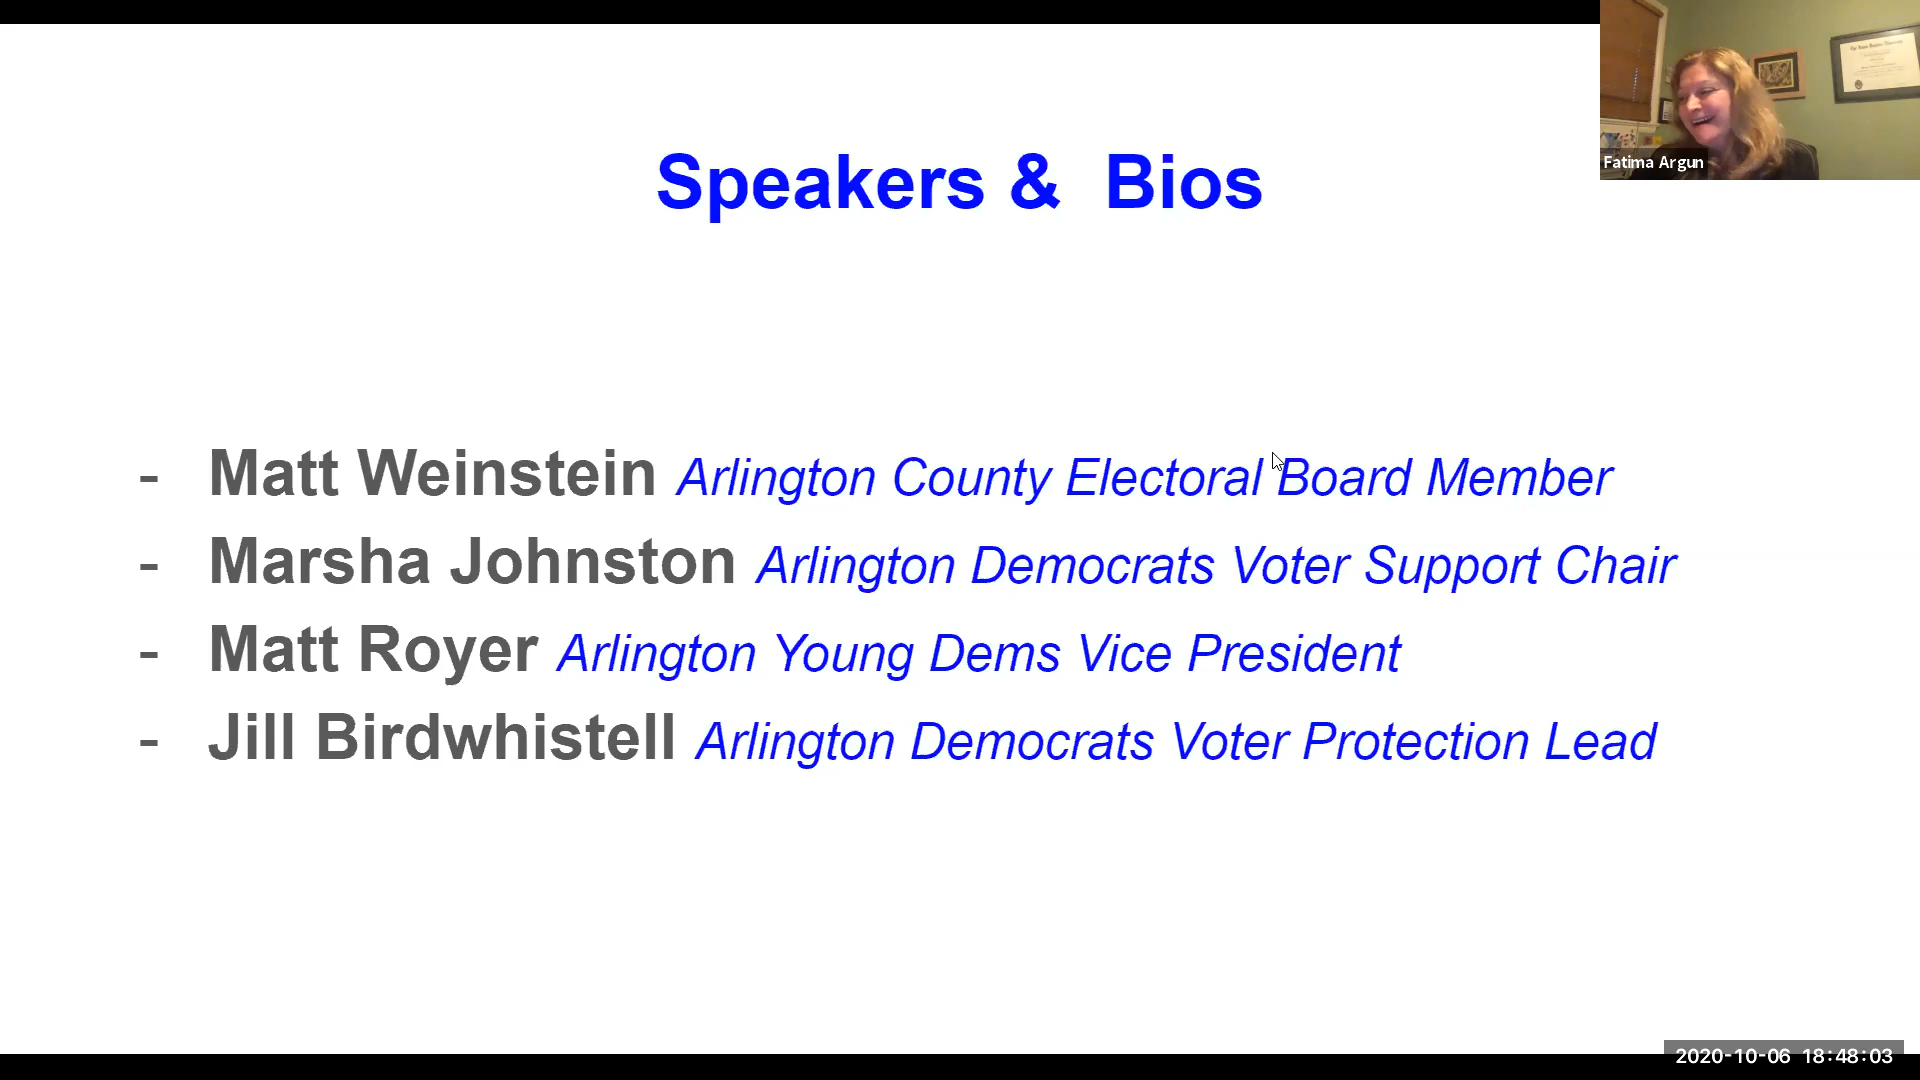 Speakers & Bios
Fatima Argun
- Matt Weinstein Arlington County Electoral Board Member
- Marsha Johnston Arlington Democrats Voter Support Chair
- Matt Royer Arlington Young Dems Vice President
- Jill Birdwhistell Arlington Democrats Voter Protection Lead
2020-10-06 18:48:03